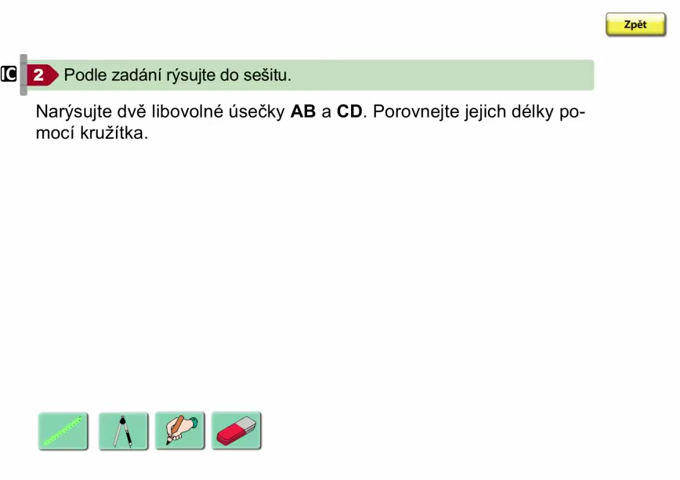 Zpět
IC 2 Podle zadání rýsujte do sešitu.
Narýsujte dvě libovolné úsečky AB a CD. Porovnejte jejich délky po-
mocí kružítka.